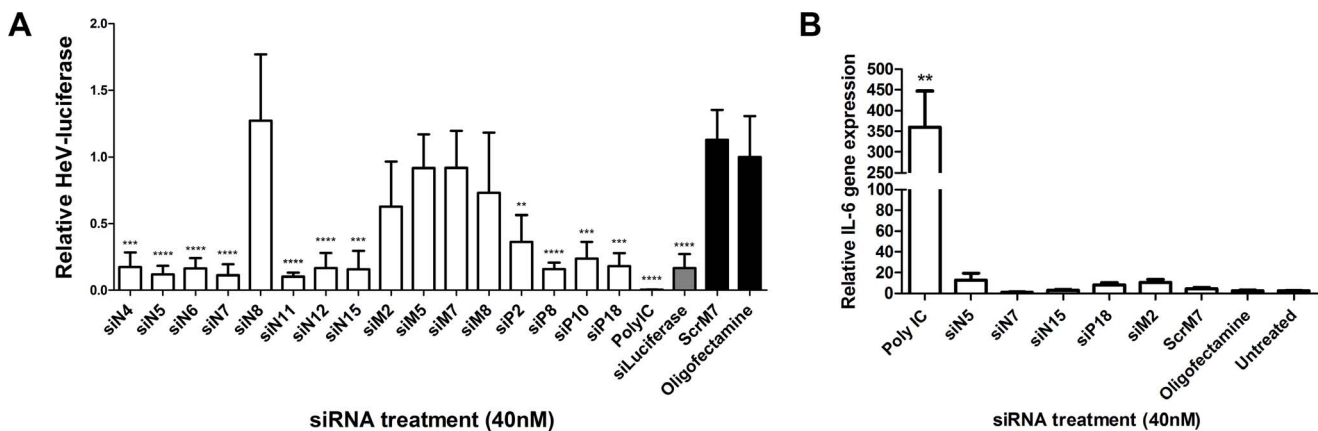 A
Relative HeV-luciferase
2.0
1.5
1.0
0.5
0.0
***
****
****
****
****
****
***
**
****
***
***
****
****
siN4
siN5
siN6
siN7
siN8
siN11
siN12
siN15
siM2
siM5
siM7
siM8
siP2
siP8
siP10
siP18
PolyIC
siLuciferase
ScrM7
Oligofectamine
siRNA treatment (40nM)
B
Relative IL-6 gene expression
500
450
400
350
300
250
100
80
60
40
20
0
**
Poly IC
siN5
siN7
siN15
siP18
siM2
ScrM7
Oligofectamine
Untreated
siRNA treatment (40nM)